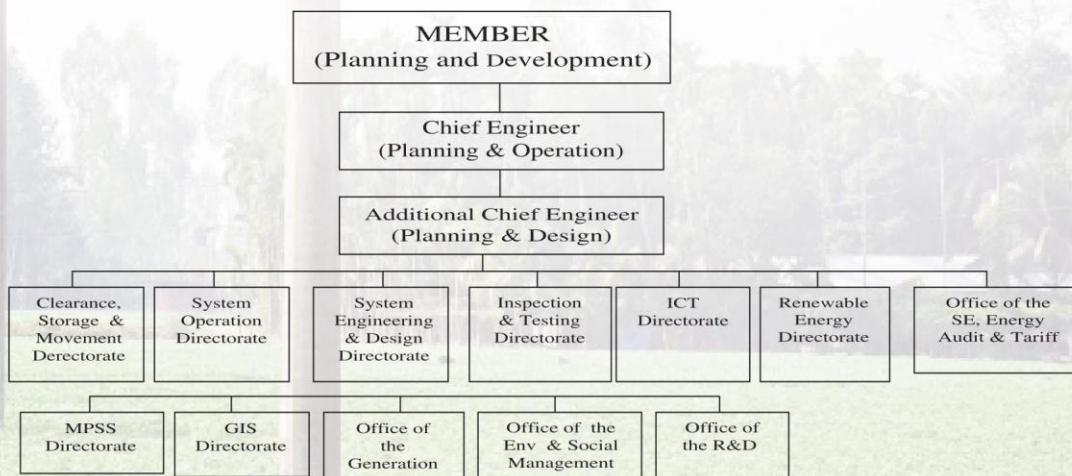 MEMBER
(Planning and Development)
Chief Engineer
(Planning & Operation)
Additional Chief Engineer
(Planning & Design)
Clearance,
Storage &
Movement
Derectorate
System
Operation
Directorate
System
Engineering
& Design
Directorate
Inspection
& Testing
Directorate
ICT
Directorate
Renewable
Energy
Directorate
Office of the
SE, Energy
Audit & Tariff
MPSS
Directorate
GIS
Directorate
Office of
the
Generation
Office of the
Env & Social
Management
Office of
the R&D